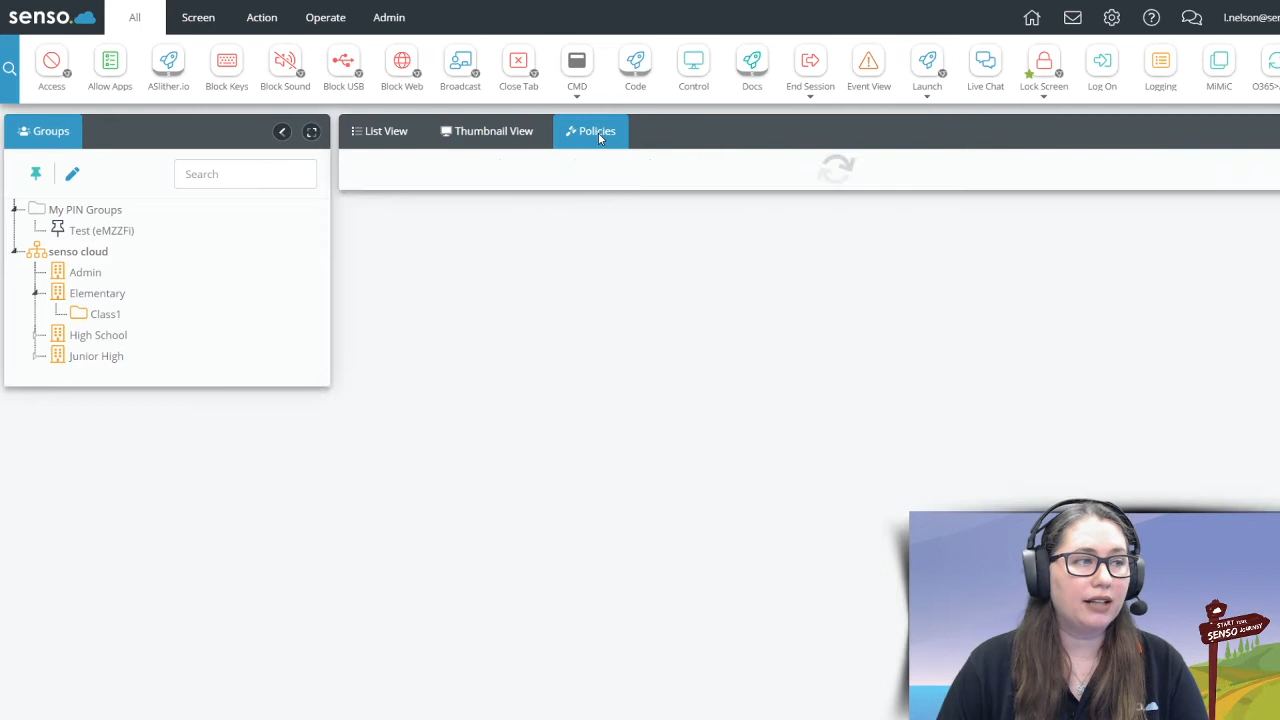 senso.
All
Screen
Action
Operate
Admin
l.nelson@se
Access
Allow Apps
ASlither.io
Block Keys
Block Sound
Block USB
Block Web
Broadcast
Close Tab
CMD
Code
Control
Docs
End Session
Event View
Launch
Live Chat
Lock Screen
Log On
Logging
MiMiC
O365>A
Groups
List View
Thumbnail View
Policies
Search
My PIN Groups
Test (eMZZFi)
senso cloud
Admin
Elementary
Class1
High School
Junior High
START YOUR
SENSO JOURNEY